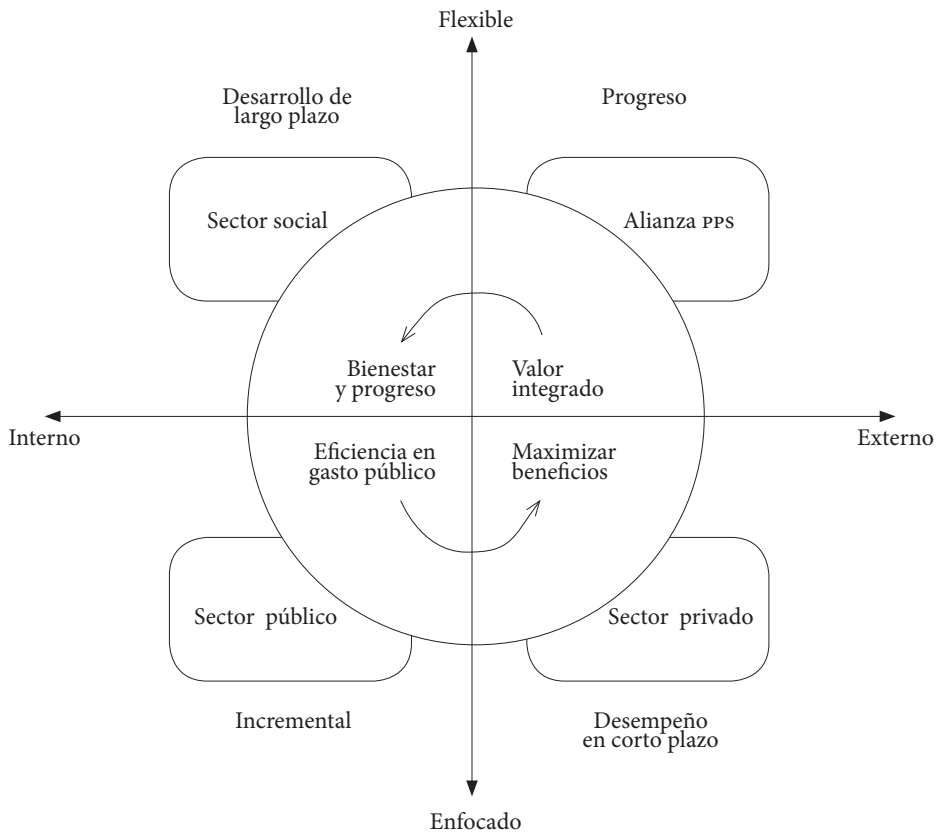 Flexible
Desarrollo de
largo plazo
Progreso
Sector social
Alianza PPS
Bienestar
y progreso
Valor
integrado
Interno
Externo
Eficiencia en
gasto público
Maximizar
beneficios
Sector público
Sector privado
Incremental
Desempeño
en corto plazo
Enfocado